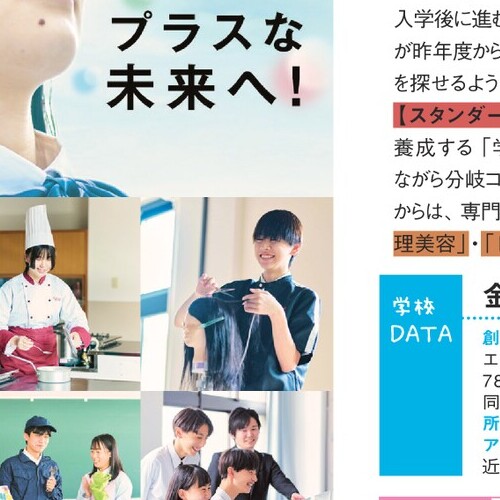 プラスな
未来へ!
入学後に進む
が昨年度から
を探せるよう
【スタンダー
養成する「学
ながら分岐コ
からは、専門
理美容」・「
学校
DATA
金
創
エ
78
同
所
ア
近